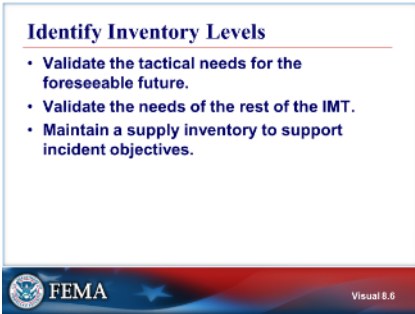 Identify Inventory Levels
• Validate the tactical needs for the
foreseeable future.
• Validate the needs of the rest of the IMT.
• Maintain a supply inventory to support
incident objectives.
FEMA
Visual 8.6